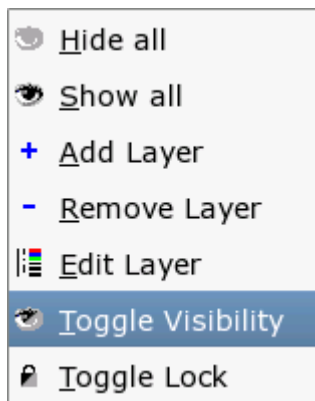 Hide all
Show all
Add Layer
Remove Layer
Edit Layer
Toggle Visibility
Toggle Lock